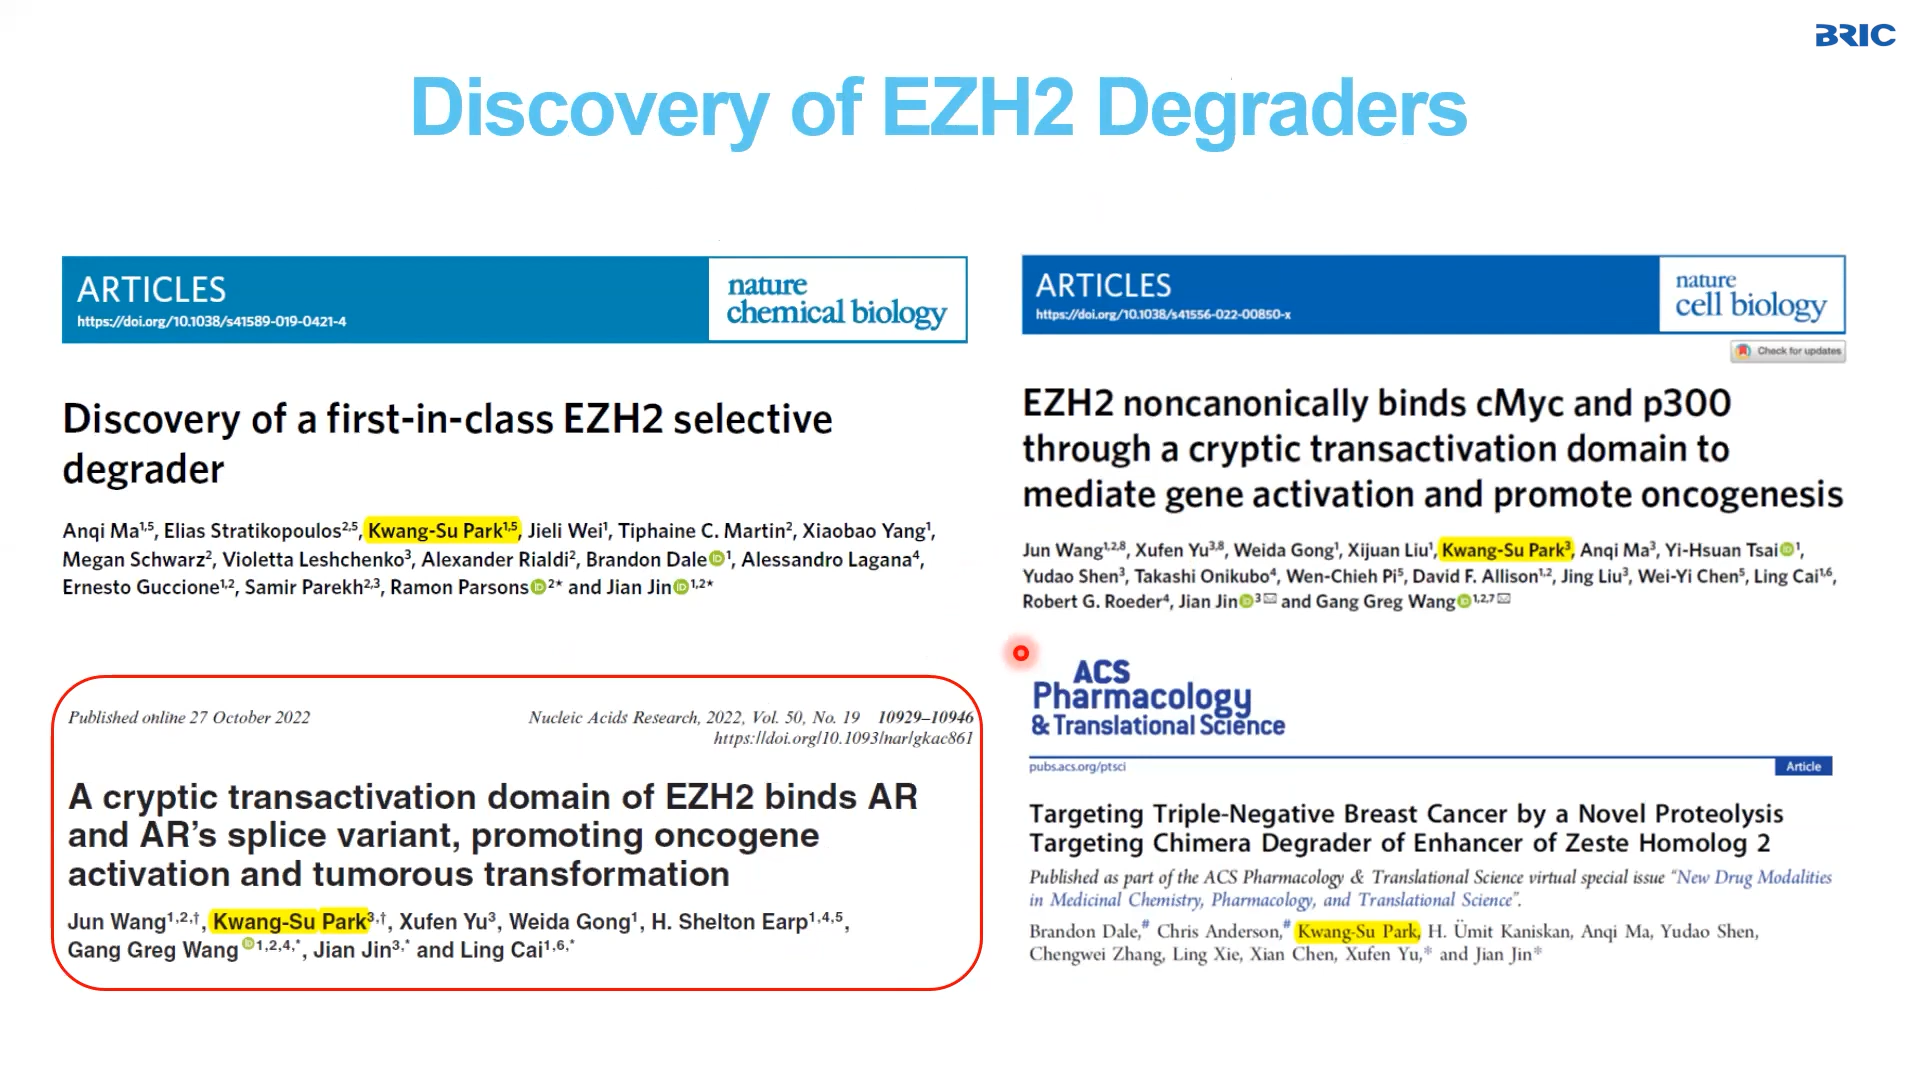 BRIC
Discovery of EZH2 Degraders
ARTICLES
https://doi.org/10.1038/s41589-019-0421-4
nature
chemical biology
Discovery of a first-in-class EZH2 selective
degrader
Anqi Ma1,5, Elias Stratikopoulos2,5, Kwang-Su Park1,5, Jieli Wei1, Tiphaine C. Martin2, Xiaobao Yang1,
Megan Schwarz2, Violetta Leshchenko3, Alexander Rialdi2, Brandon Dale1, Alessandro Lagana4,
Ernesto Guccione1,2, Samir Parekh2,3, Ramon Parsons2* and Jian Jin1,2*
ARTICLES
https://doi.org/10.1038/s41556-022-00850-x
nature
cell biology
Check for updates
EZH2 noncanonically binds cMyc and p300
through a cryptic transactivation domain to
mediate gene activation and promote oncogenesis
Jun Wang1,2,8, Xufen Yu3,8, Weida Gong1, Xijuan Liu1, Kwang-Su Park3, Anqi Ma3, Yi-Hsuan Tsai1,
Yudao Shen3, Takashi Onikubo4, Wen-Chieh Pi5, David F. Allison1,2, Jing Liu3, Wei-Yi Chen5, Ling Cai1,6,
Robert G. Roeder4, Jian Jin3 and Gang Greg Wang1,2,7
Published online 27 October 2022
Nucleic Acids Research, 2022, Vol. 50, No. 19 10929–10946
https://doi.org/10.1093/nar/gkac861
A cryptic transactivation domain of EZH2 binds AR
and AR's splice variant, promoting oncogene
activation and tumorous transformation
Jun Wang1,2,†, Kwang-Su Park3,†, Xufen Yu3, Weida Gong1, H. Shelton Earp1,4,5,
Gang Greg Wang1,2,4,*, Jian Jin3,* and Ling Cai1,6,*
ACS
Pharmacology
& Translational Science
pubs.acs.org/ptsci
Article
Targeting Triple-Negative Breast Cancer by a Novel Proteolysis
Targeting Chimera Degrader of Enhancer of Zeste Homolog 2
Published as part of the ACS Pharmacology & Translational Science virtual special issue “New Drug Modalities
in Medicinal Chemistry, Pharmacology, and Translational Science”.
Brandon Dale,# Chris Anderson,# Kwang-Su Park, H. Ümit Kaniskan, Anqi Ma, Yudao Shen,
Chengwei Zhang, Ling Xie, Xian Chen, Xufen Yu,* and Jian Jin*